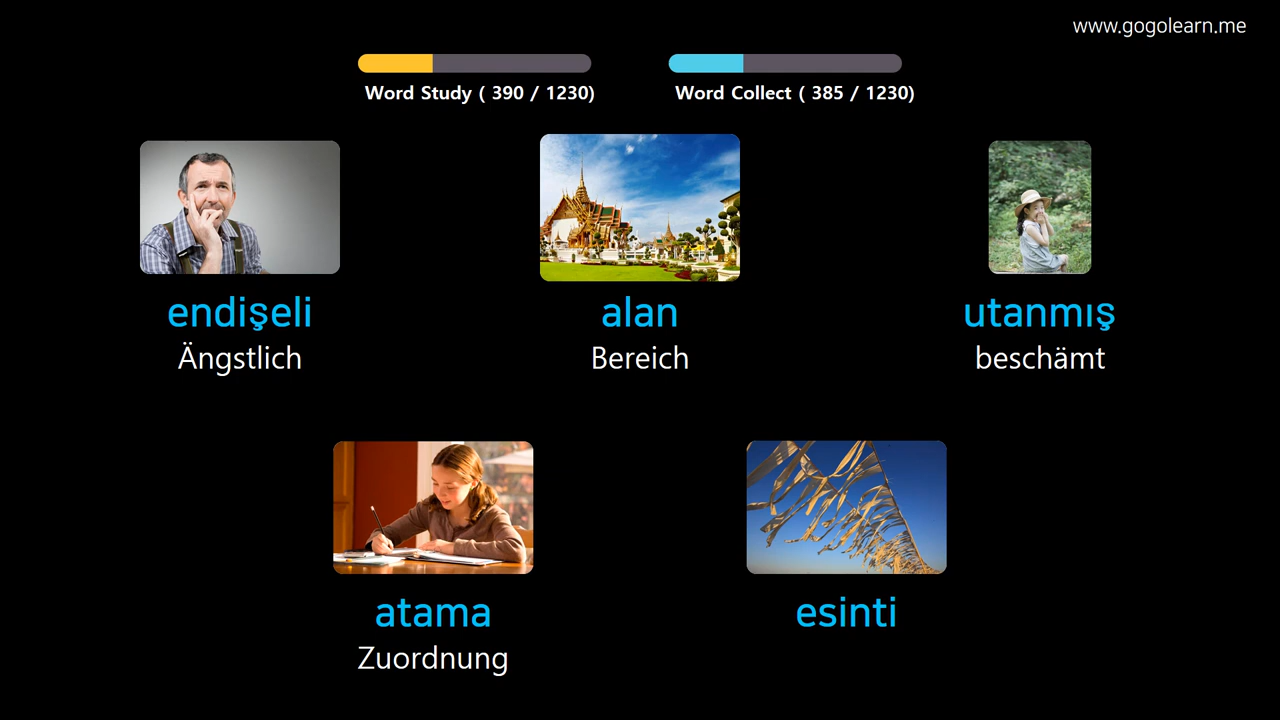 www.gogolearn.me
Word Study ( 390 / 1230)
Word Collect ( 385 / 1230)
endişeli
Ängstlich
alan
Bereich
utanmış
beschämt
atama
Zuordnung
esinti